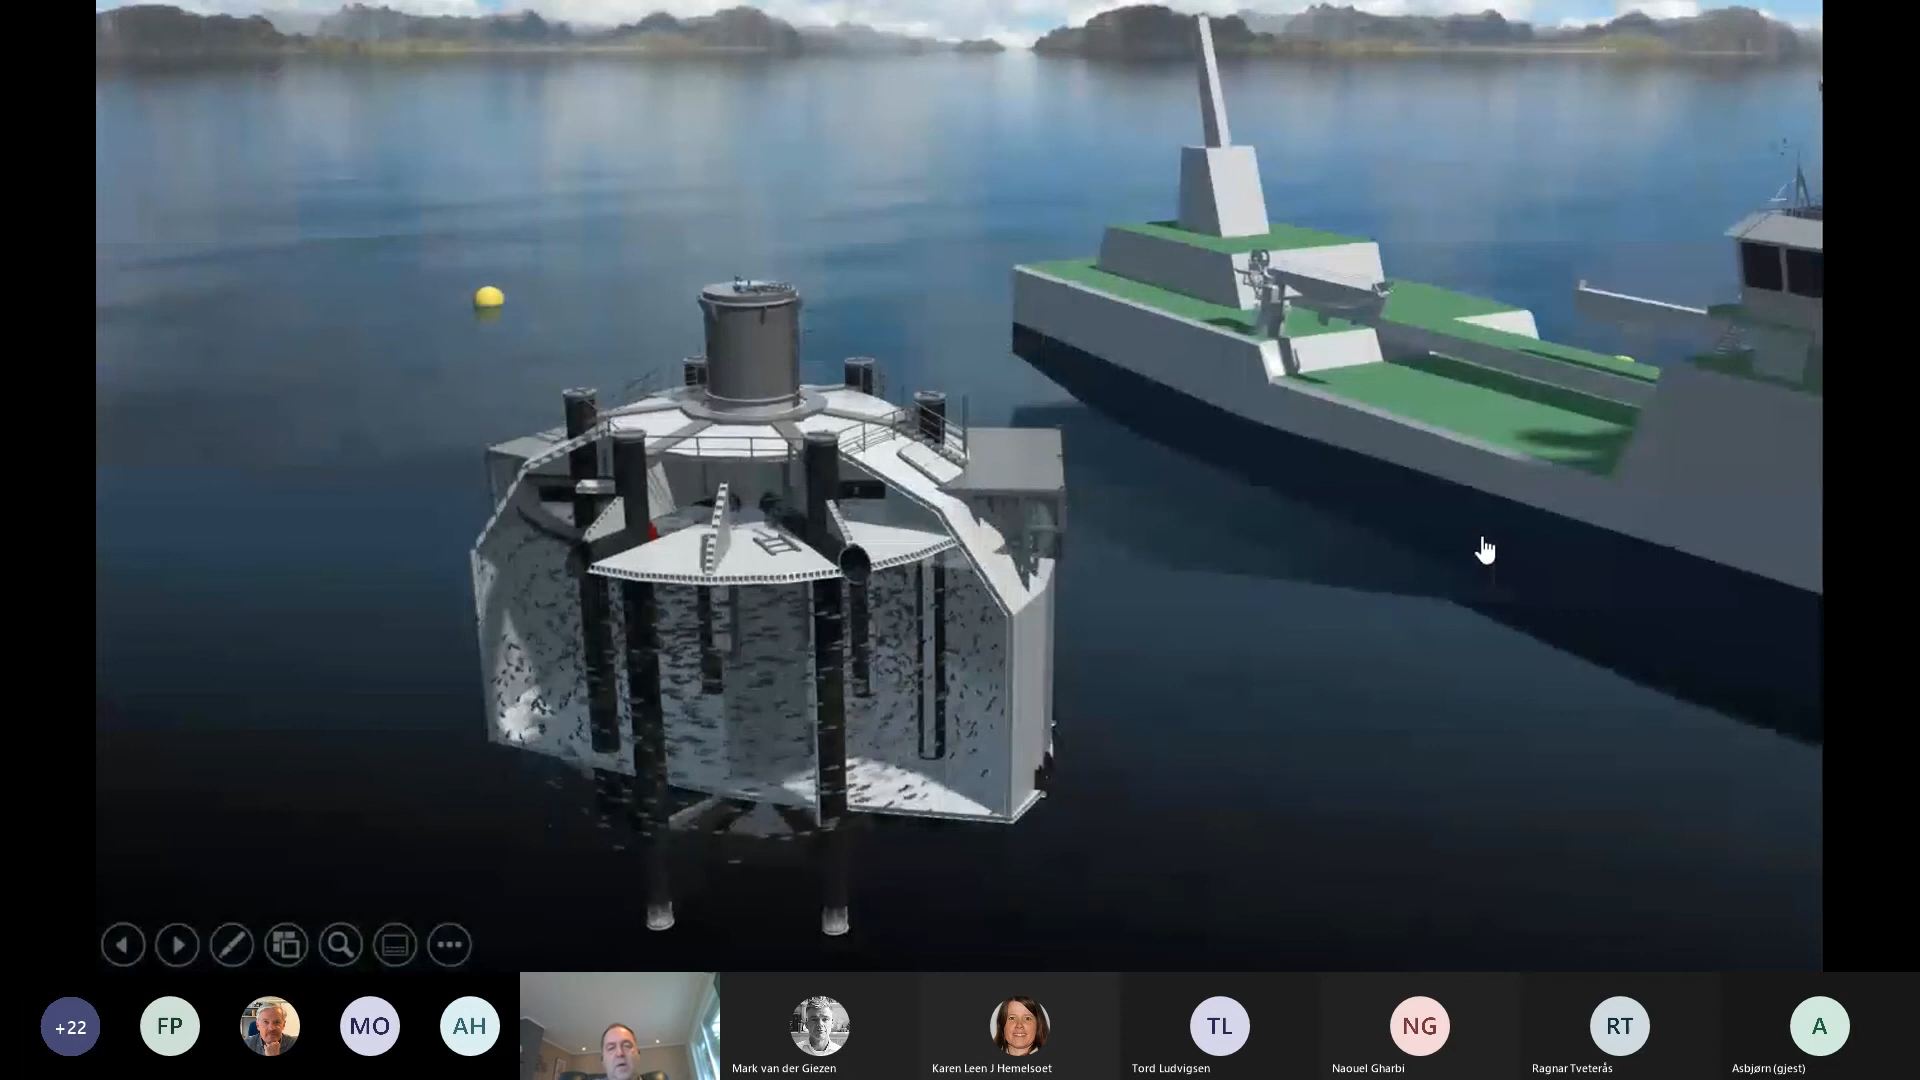 +22
FP
MO
AH
Mark van der Giezen
Karen Leen J Hemelsoet
TL
Tord Ludvigsen
NG
Naouel Gharbi
RT
Ragnar Tveterås
A
Asbjørn (gjest)